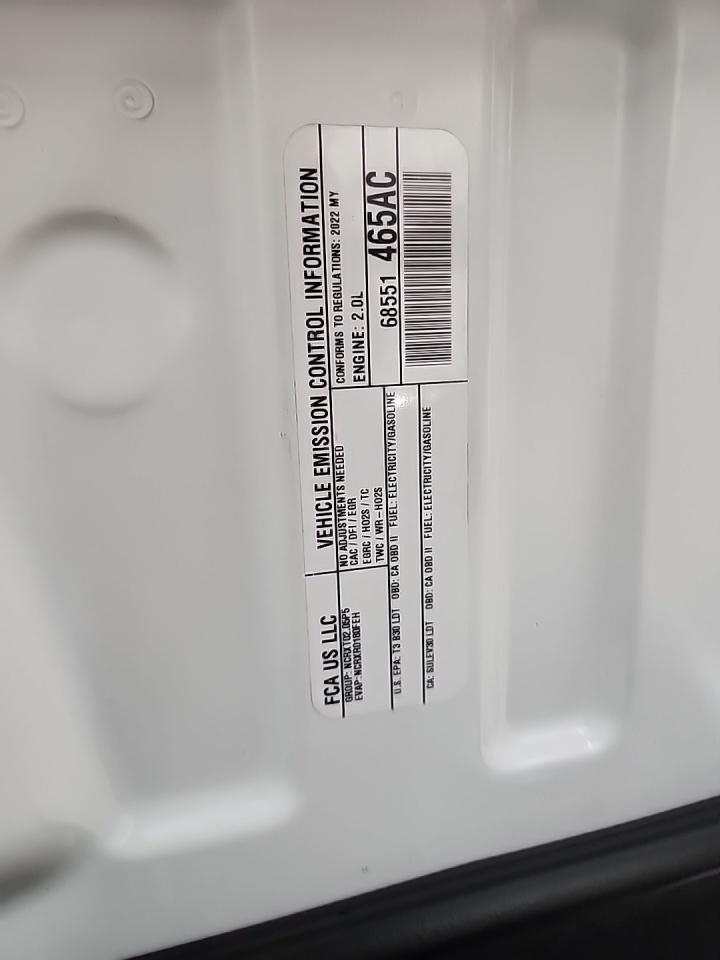 VEHICLE EMISSION CONTROL INFORMATION
CONFORMS TO REGULATIONS: 2022 MY
ENGINE: 2.0L
68551 465AC
NO ADJUSTMENTS NEEDED
CAC / DFI / EGR
EGRC / HO2S / TC
TWC / WR-HO2S
FCA US LLC
GROUP: NCRXT02.05P5
EVAP: NCRXR0180FEH
U.S. EPA: T3 B30 LDT OBD: CA OBD II FUEL: ELECTRICITY/GASOLINE
CA: SULEV30 LDT OBD: CA OBD II FUEL: ELECTRICITY/GASOLINE